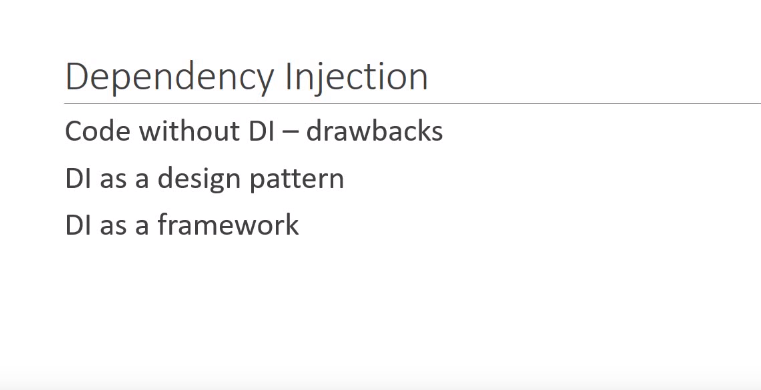 Dependency Injection
Code without DI – drawbacks
DI as a design pattern
DI as a framework